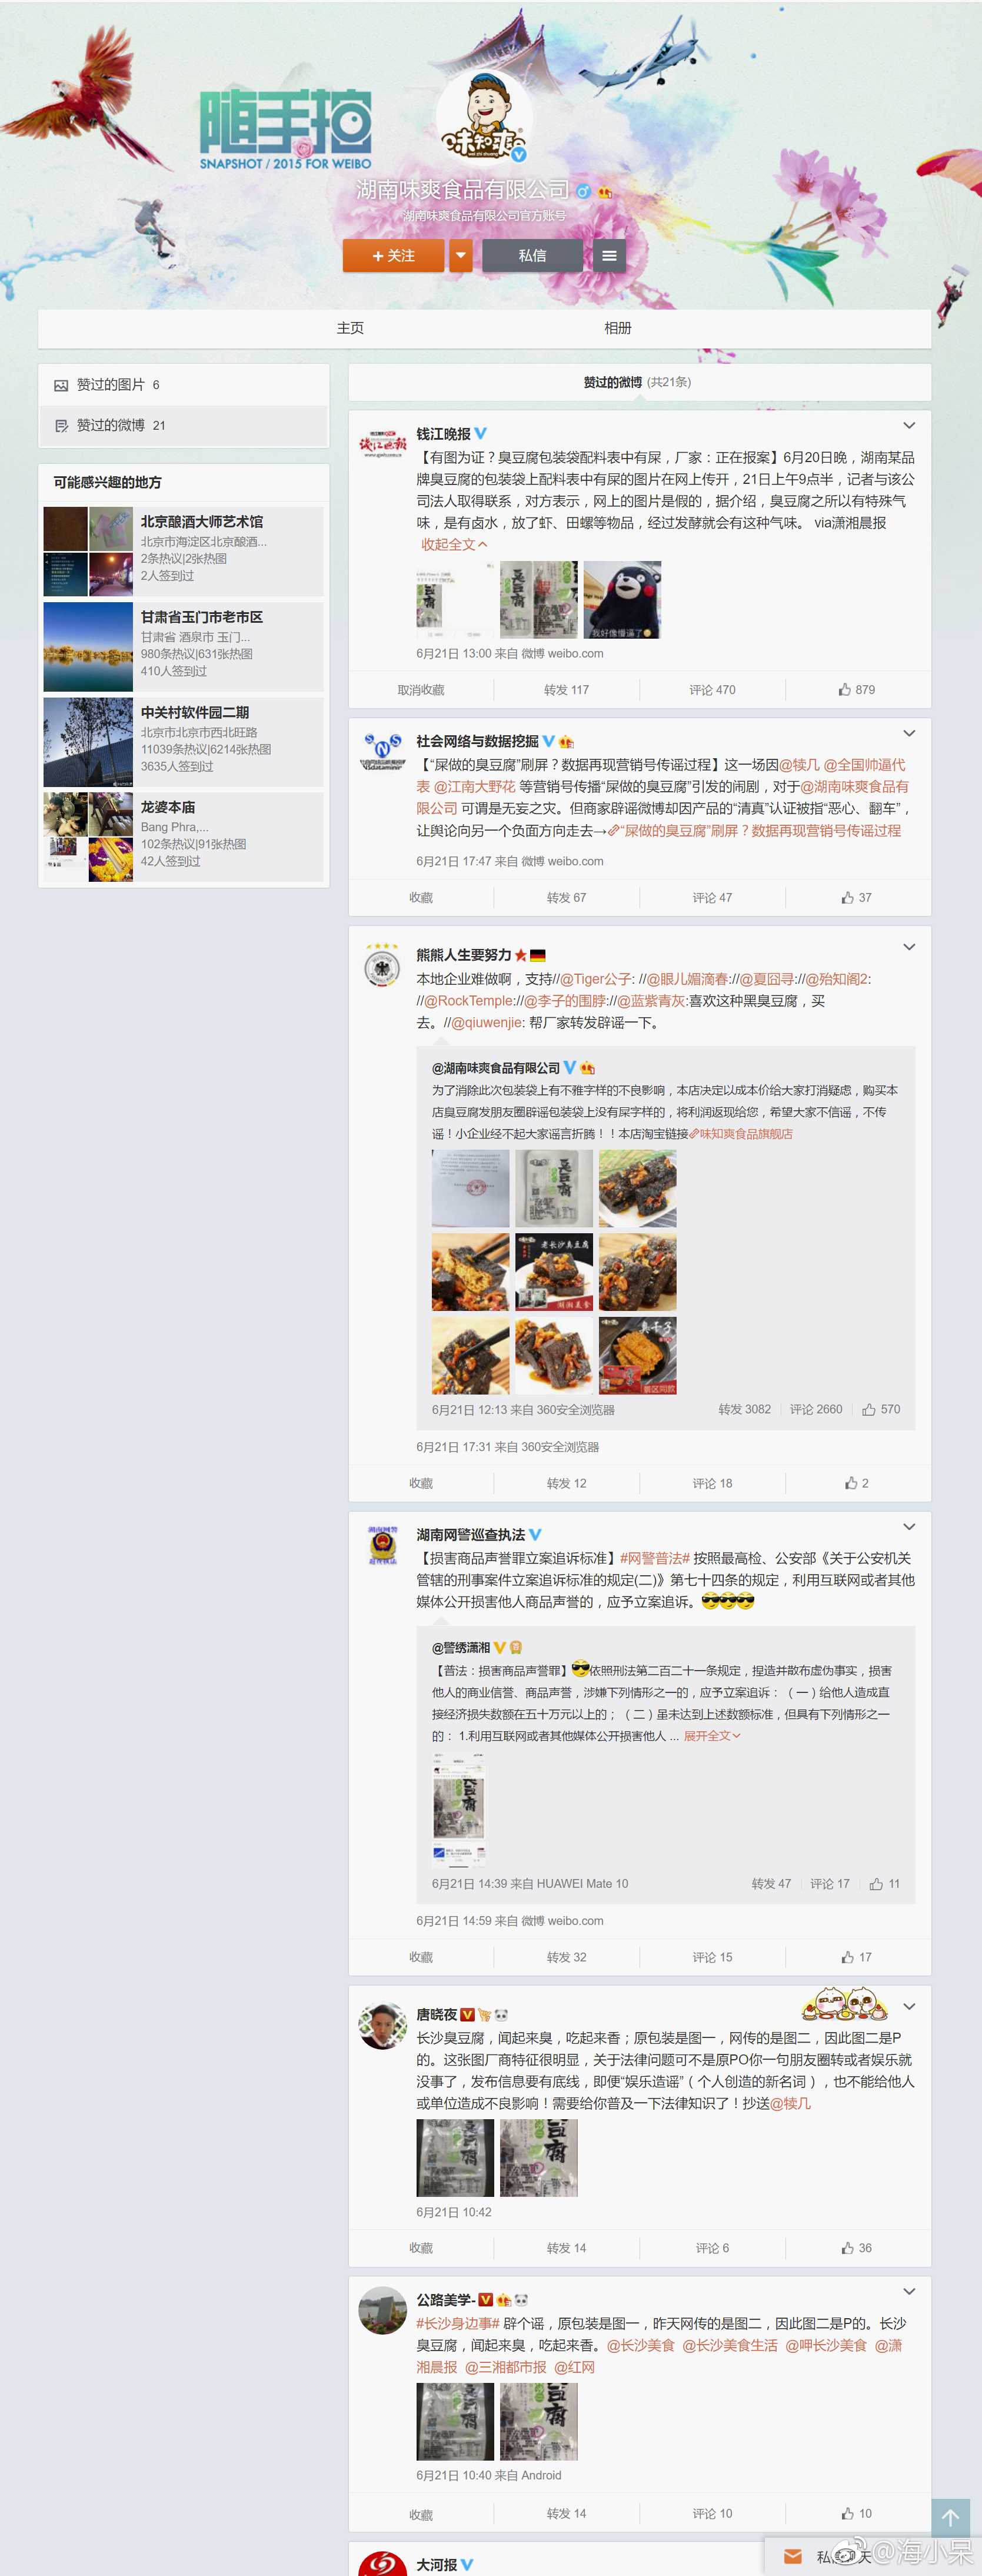 随手拍
SNAPSHOT / 2015 FOR WEIBO
味知爽
湖南味爽食品有限公司
湖南味爽食品有限公司官方账号
+ 关注
私信
主页
相册
赞过的图片 6
赞过的微博 21
可能感兴趣的地方
北京酿酒大师艺术馆
北京市海淀区北京酿酒...
2条热议|2张热图
2人签到过
甘肃省玉门市老市区
甘肃省 酒泉市 玉门...
980条热议|631张热图
410人签到过
中关村软件园二期
北京市北京市西北旺路
11039条热议|6214张热图
3635人签到过
龙婆本庙
Bang Phra,...
102条热议|91张热图
42人签到过
赞过的微博 (共21条)
钱江晚报
【有图为证？臭豆腐包装袋配料表中有屎，厂家：正在报案】6月20日晚，湖南某品
牌臭豆腐的包装袋上配料表中有屎的图片在网上传开，21日上午9点半，记者与该公
司法人取得联系，对方表示，网上的图片是假的，据介绍，臭豆腐之所以有特殊气
味，是有卤水，放了虾、田螺等物品，经过发酵就会有这种气味。 via潇湘晨报
收起全文
我好像懂逼了
6月21日 13:00 来自 微博 weibo.com
取消收藏
转发 117
评论 470
879
社会网络与数据挖掘
【“屎做的臭豆腐”刷屏？数据再现营销号传谣过程】这一场因@犊几 @全国帅逼代
表 @江南大野花 等营销号传播“屎做的臭豆腐”引发的闹剧，对于@湖南味爽食品有
限公司 可谓是无妄之灾。但商家辟谣微博却因产品的“清真”认证被指“恶心、翻车”，
让舆论向另一个负面方向走去→“屎做的臭豆腐”刷屏？数据再现营销号传谣过程
6月21日 17:47 来自 微博 weibo.com
收藏
转发 67
评论 47
37
熊熊人生要努力
本地企业难做啊，支持//@Tiger公子: //@眼儿媚滴春://@夏囧寻://@殆知阁2:
//@RockTemple://@李子的围脖://@蓝紫青灰:喜欢这种黑臭豆腐，买
去。//@qiuwenjie: 帮厂家转发辟谣一下。
@湖南味爽食品有限公司
为了消除此次包装袋上有不雅字样的不良影响，本店决定以成本价给大家打消疑虑，购买本
店臭豆腐发朋友圈辟谣包装袋上没有屎字样的，将利润返现给您，希望大家不信谣，不传
谣！小企业经不起大家谣言折腾！！本店淘宝链接味知爽食品旗舰店
6月21日 12:13 来自 360安全浏览器
转发 3082
评论 2660
570
6月21日 17:31 来自 360安全浏览器
收藏
转发 12
评论 18
2
湖南网警巡查执法
【损害商品声誉罪立案追诉标准】#网警普法# 按照最高检、公安部《关于公安机关
管辖的刑事案件立案追诉标准的规定(二)》第七十四条的规定，利用互联网或者其他
媒体公开损害他人商品声誉的，应予立案追诉。
@警绣潇湘
【普法：损害商品声誉罪】依照刑法第二百二十一条规定，捏造并散布虚伪事实，损害
他人的商业信誉、商品声誉，涉嫌下列情形之一的，应予立案追诉：（一）给他人造成直
接经济损失数额在五十万元以上的；（二）虽未达到上述数额标准，但具有下列情形之一
的： 1.利用互联网或者其他媒体公开损害他人 ... 展开全文
6月21日 14:39 来自 HUAWEI Mate 10
转发 47
评论 17
11
6月21日 14:59 来自 微博 weibo.com
收藏
转发 32
评论 15
17
唐晓夜
长沙臭豆腐，闻起来臭，吃起来香；原包装是图一，网传的是图二，因此图二是P
的。这张图厂商特征很明显，关于法律问题可不是原PO你一句朋友圈转或者娱乐就
没事了，发布信息要有底线，即便“娱乐造谣”（个人创造的新名词），也不能给他人
或单位造成不良影响！需要给你普及一下法律知识了！抄送@犊几
6月21日 10:42
收藏
转发 14
评论 6
36
公路美学-
#长沙身边事# 辟个谣，原包装是图一，昨天网传的是图二，因此图二是P的。长沙
臭豆腐，闻起来臭，吃起来香。@长沙美食 @长沙美食生活 @呷长沙美食 @潇
湘晨报 @三湘都市报 @红网
6月21日 10:40 来自 Android
收藏
转发 14
评论 10
10
大河报
@海小呆